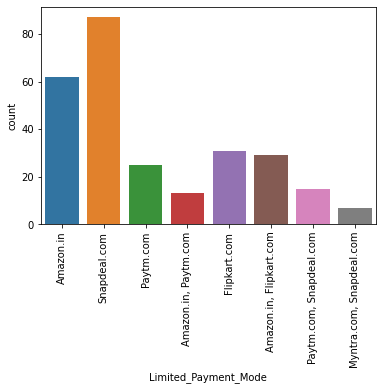 80
60
40
20
0
count
Amazon.in
Snapdeal.com
Paytm.com
Amazon.in, Paytm.com
Flipkart.com
Amazon.in, Flipkart.com
Paytm.com, Snapdeal.com
Myntra.com, Snapdeal.com
Limited_Payment_Mode